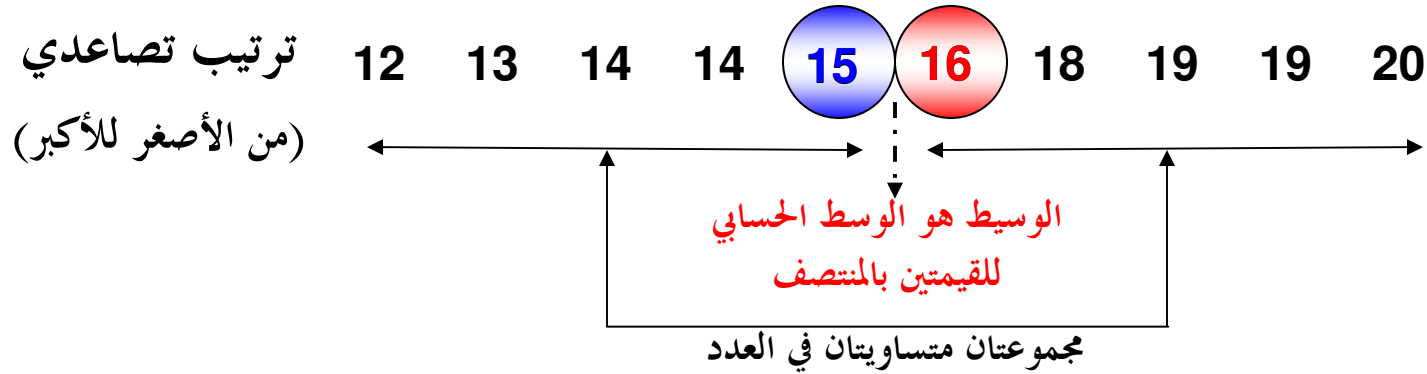 ترتيب تصاعدي
12 13 14 14 15 16 18 19 19 20
(من الأصغر للأكبر)
الوسيط هو الوسط الحسابي
للقيمتين بالمنتصف
مجموعتان متساويتان في العدد